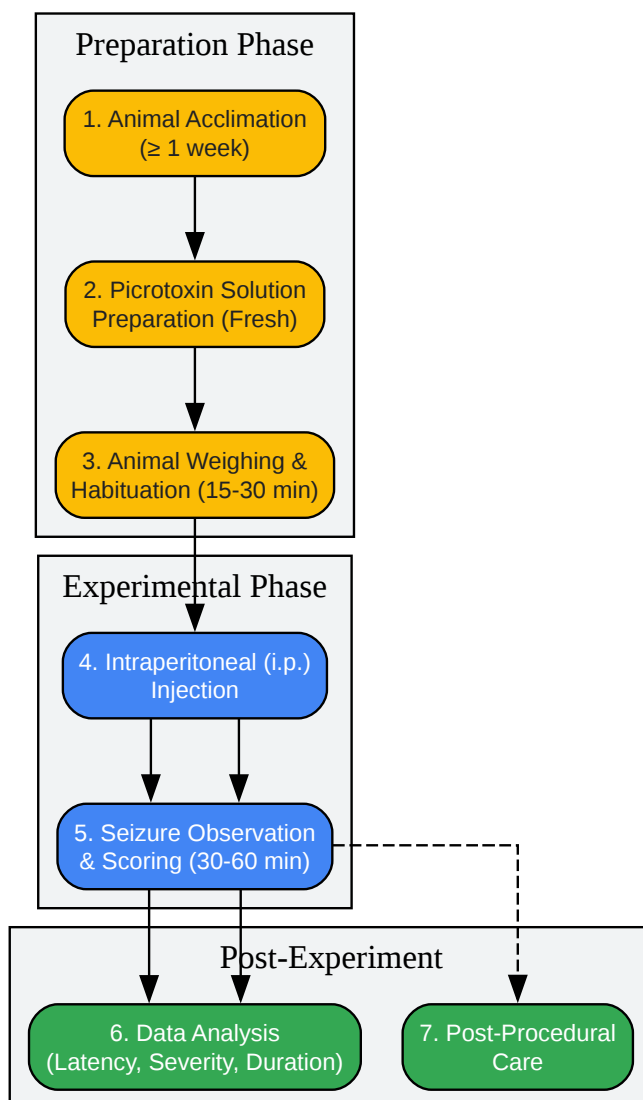 Preparation Phase
1. Animal Acclimation
(≥ 1 week)
2. Picrotoxin Solution
Preparation (Fresh)
3. Animal Weighing &
Habituation (15-30 min)
Experimental Phase
4. Intraperitoneal (i.p.)
Injection
5. Seizure Observation
& Scoring (30-60 min)
Post-Experiment
6. Data Analysis
(Latency, Severity, Duration)
7. Post-Procedural
Care